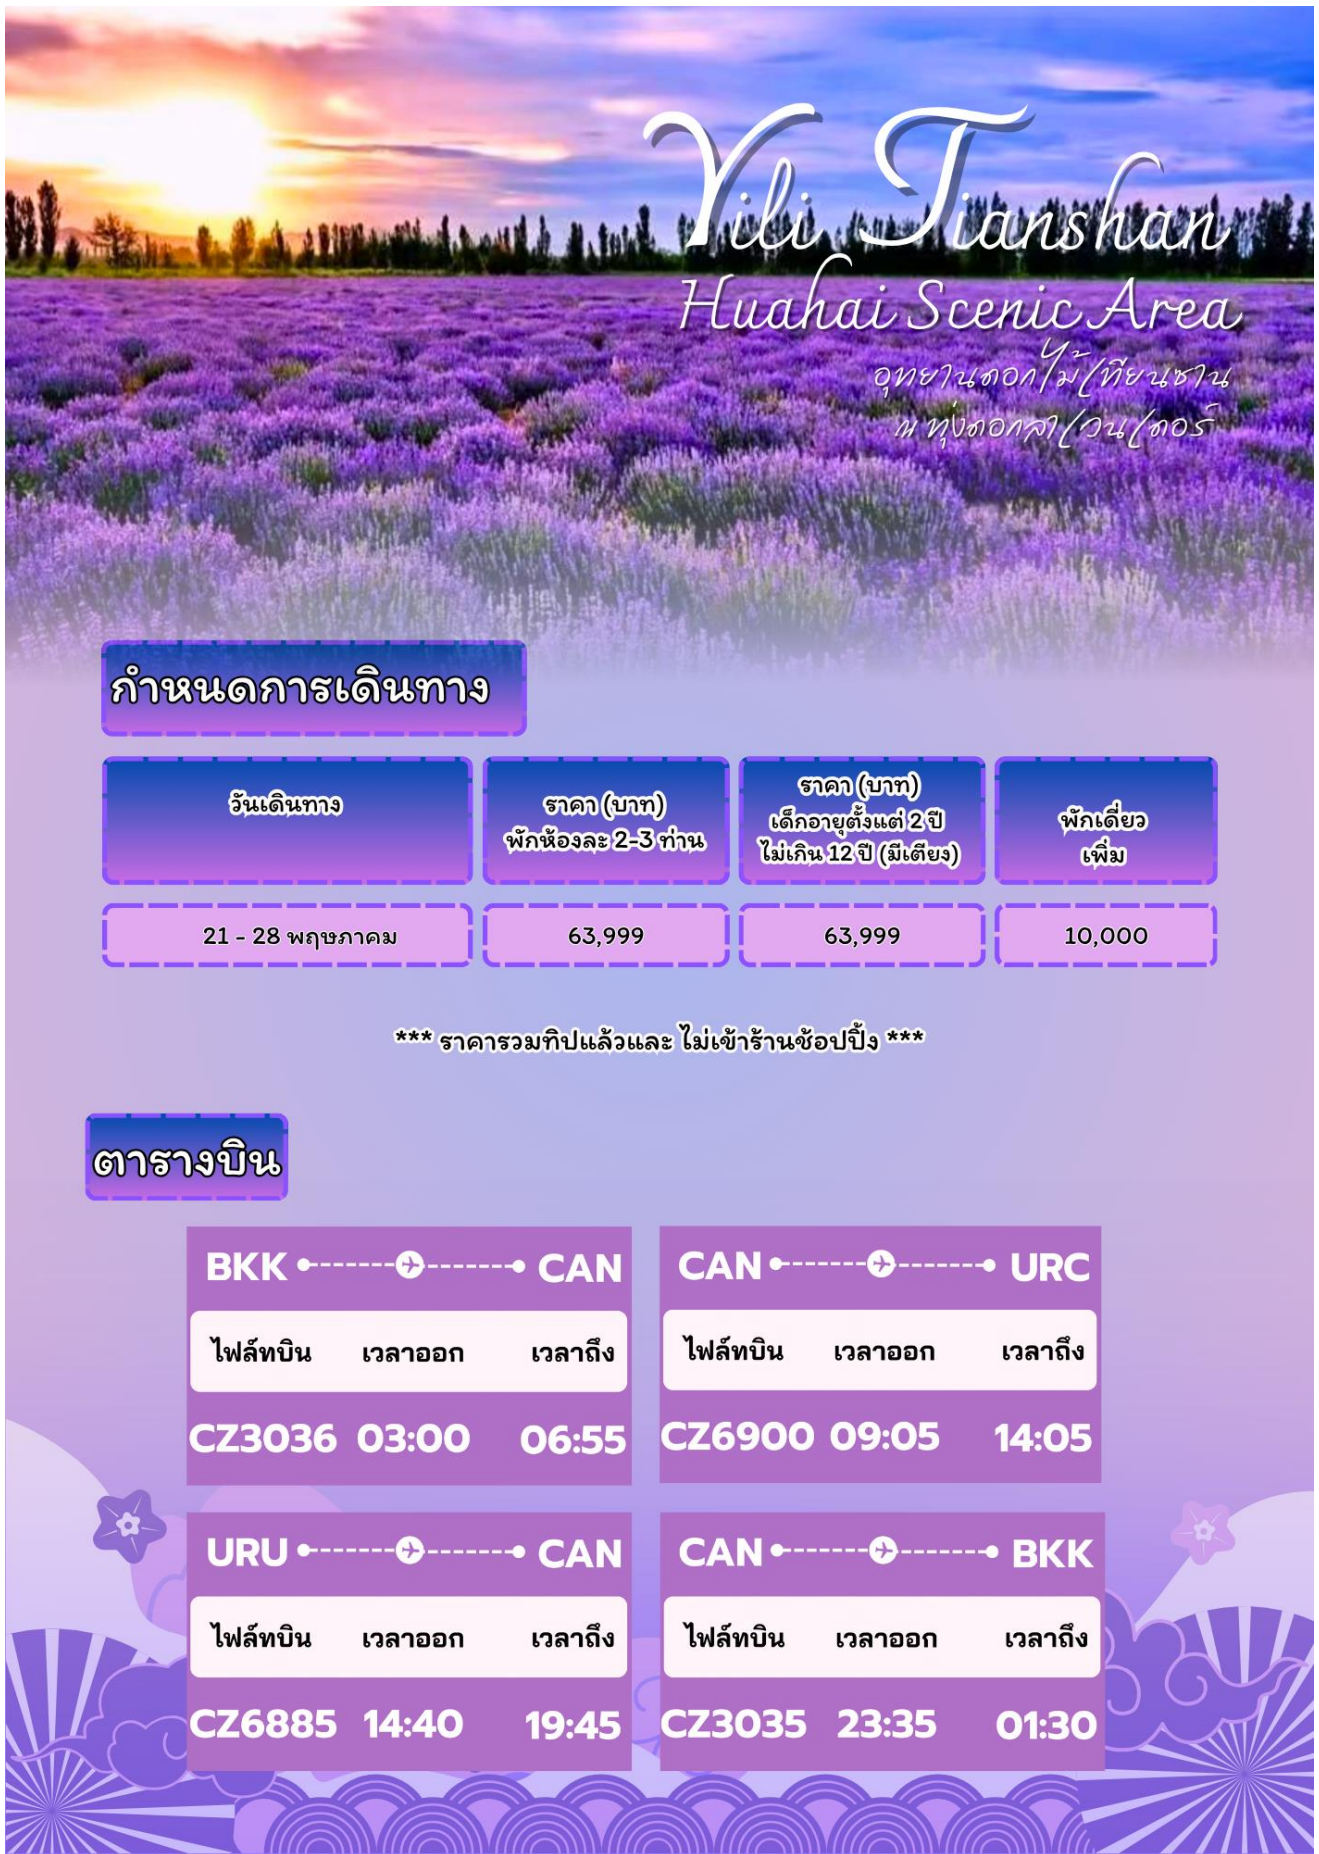 Yili Tianshan
Huahai Scenic Area
อุทยานดอกไม้เทียนซาน
ณ ทุ่งดอกลาเวนเดอร์
กำหนดการเดินทาง
วันเดินทาง
ราคา (บาท)
พักห้องละ 2-3 ท่าน
ราคา (บาท)
เด็กอายุตั้งแต่ 2 ปี
ไม่เกิน 12 ปี (มีเตียง)
พักเดี่ยว
เพิ่ม
21 - 28 พฤษภาคม 63,999 63,999 10,000
*** ราคารวมทิปแล้วและ ไม่เข้าร้านช้อปปิ้ง ***
ตารางบิน
BKK CAN
ไฟล์ทบิน เวลาออก เวลาถึง
CZ3036 03:00 06:55
CAN URC
ไฟล์ทบิน เวลาออก เวลาถึง
CZ6900 09:05 14:05
URU CAN
ไฟล์ทบิน เวลาออก เวลาถึง
CZ6885 14:40 19:45
CAN BKK
ไฟล์ทบิน เวลาออก เวลาถึง
CZ3035 23:35 01:30